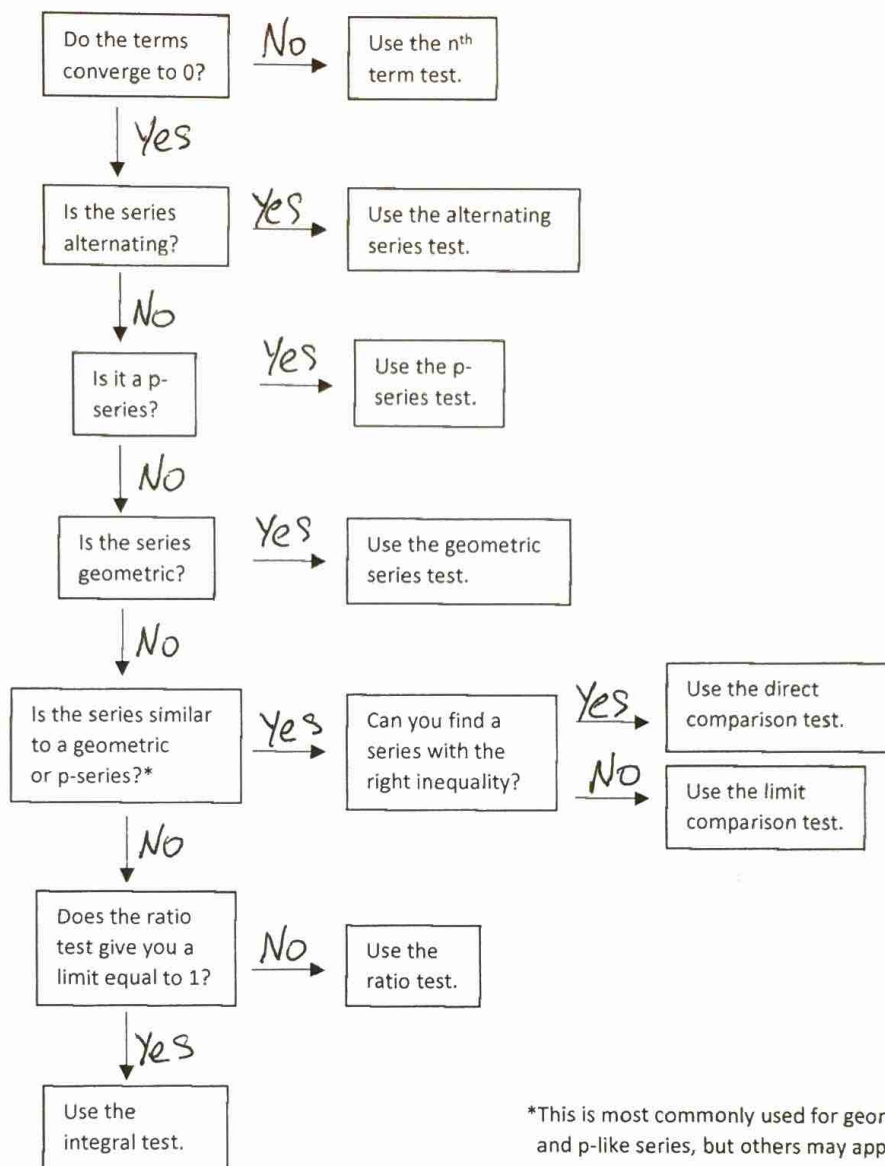 Do the terms
converge to 0?
No
Use the nth
term test.
Yes
Is the series
alternating?
Yes
Use the alternating
series test.
No
Is it a p-
series?
Yes
Use the p-
series test.
No
Is the series
geometric?
Yes
Use the geometric
series test.
No
Is the series similar
to a geometric
or p-series?*
Yes
Can you find a
series with the
right inequality?
Yes
Use the direct
comparison test.
No
Use the limit
comparison test.
No
Does the ratio
test give you a
limit equal to 1?
No
Use the
ratio test.
Yes
Use the
integral test.
*This is most commonly used for geor
and p-like series, but others may app